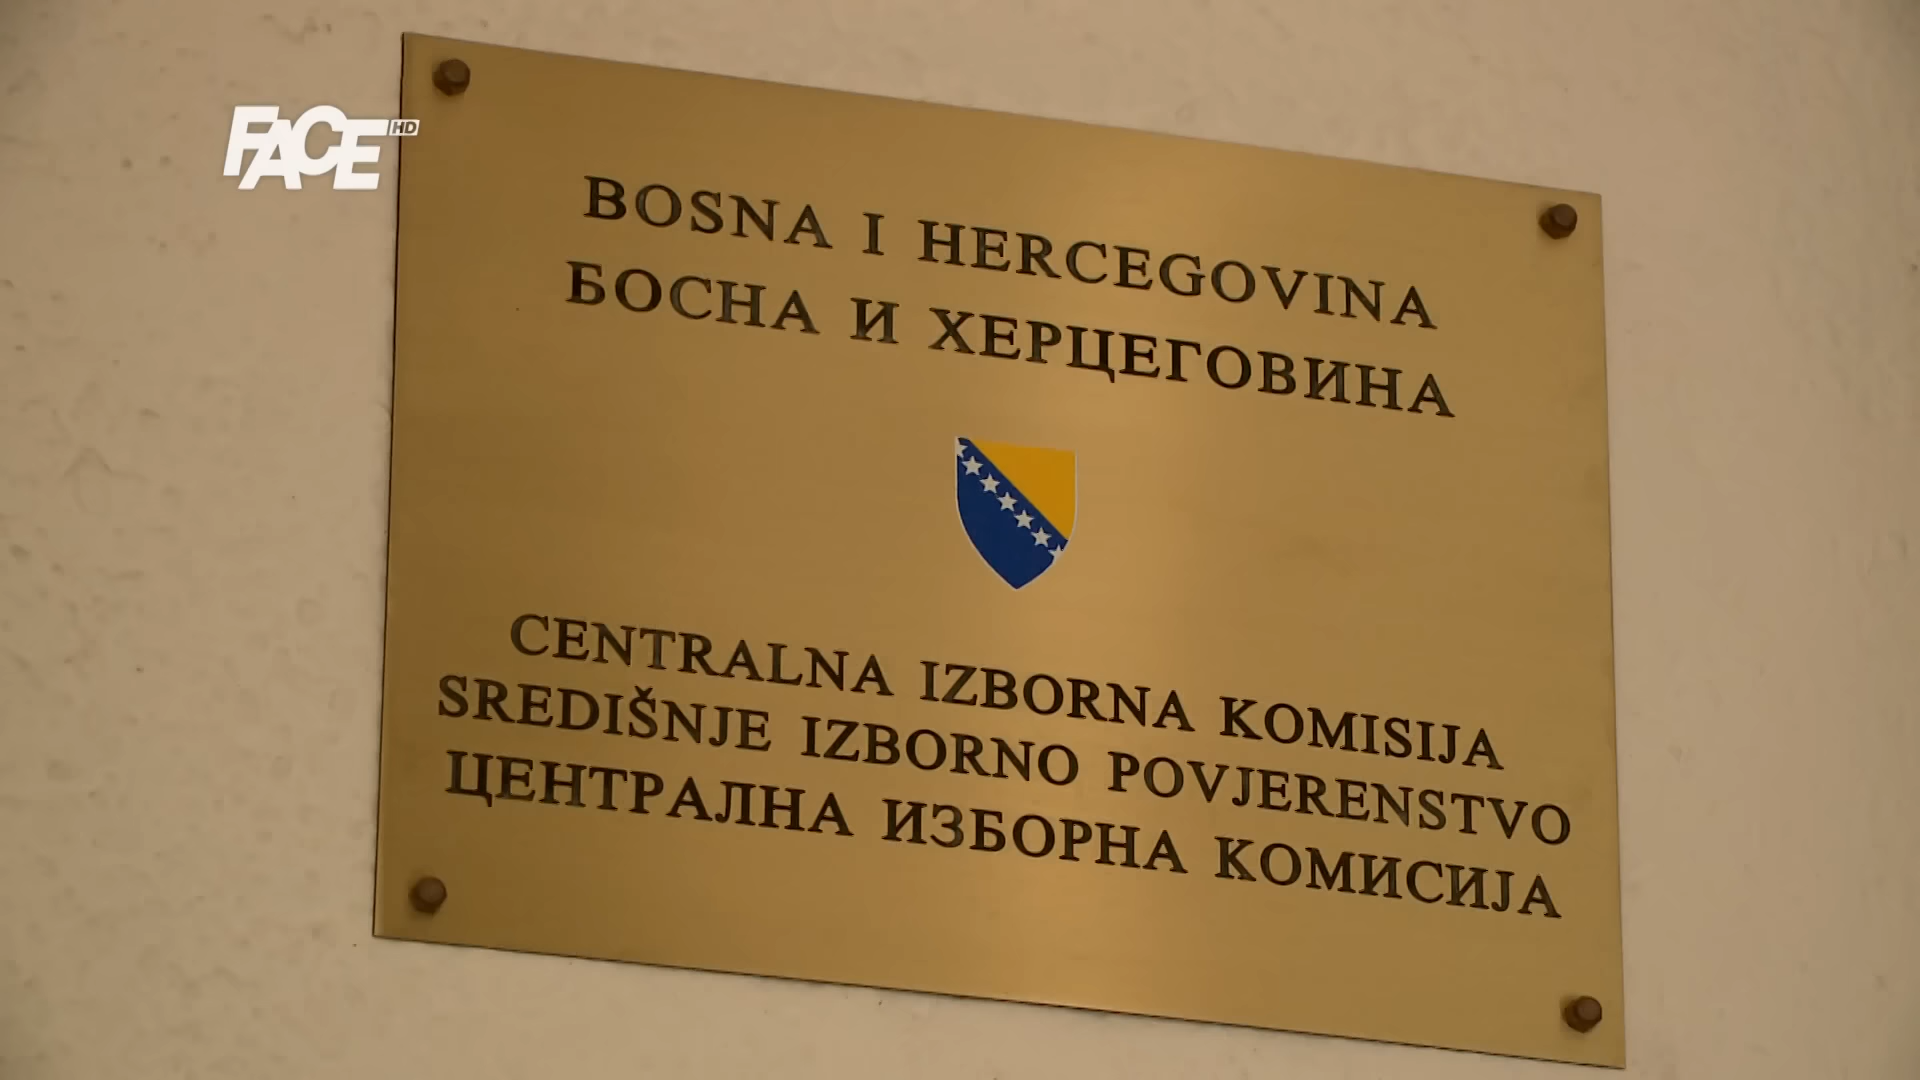 FACE HD
BOSNA I HERCEGOVINA
БОСНА И ХЕРЦЕГОВИНА
CENTRALNA IZBORNA KOMISIJA
SREDIŠNJE IZBORNO POVJERENSTVO
ЦЕНТРАЛНА ИЗБОРНА КОМИСИЈА